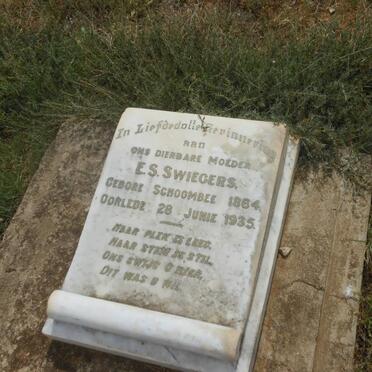 In Liefdevolle Herinnering
aan
ONS DIERBARE MOEDER
E.S. SWIEGERS,
GEBORE SCHOOMBEE 1864,
OORLEDE 28 JUNIE 1935.
HAAR PLEK IS LEEG,
HAAR STEM IS STIL,
ONS SWIJG O HEER,
DIT WAS U WIL.